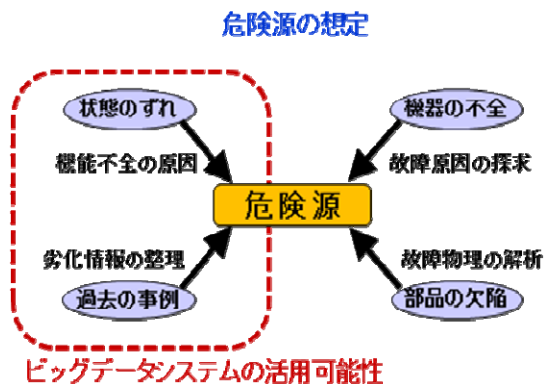 危険源の想定
状態のずれ
機器の不全
機能不全の原因
故障原因の探求
危険源
劣化情報の整理
故障物理の解析
過去の事例
部品の欠陥
ビッグデータンステムの活用可能性